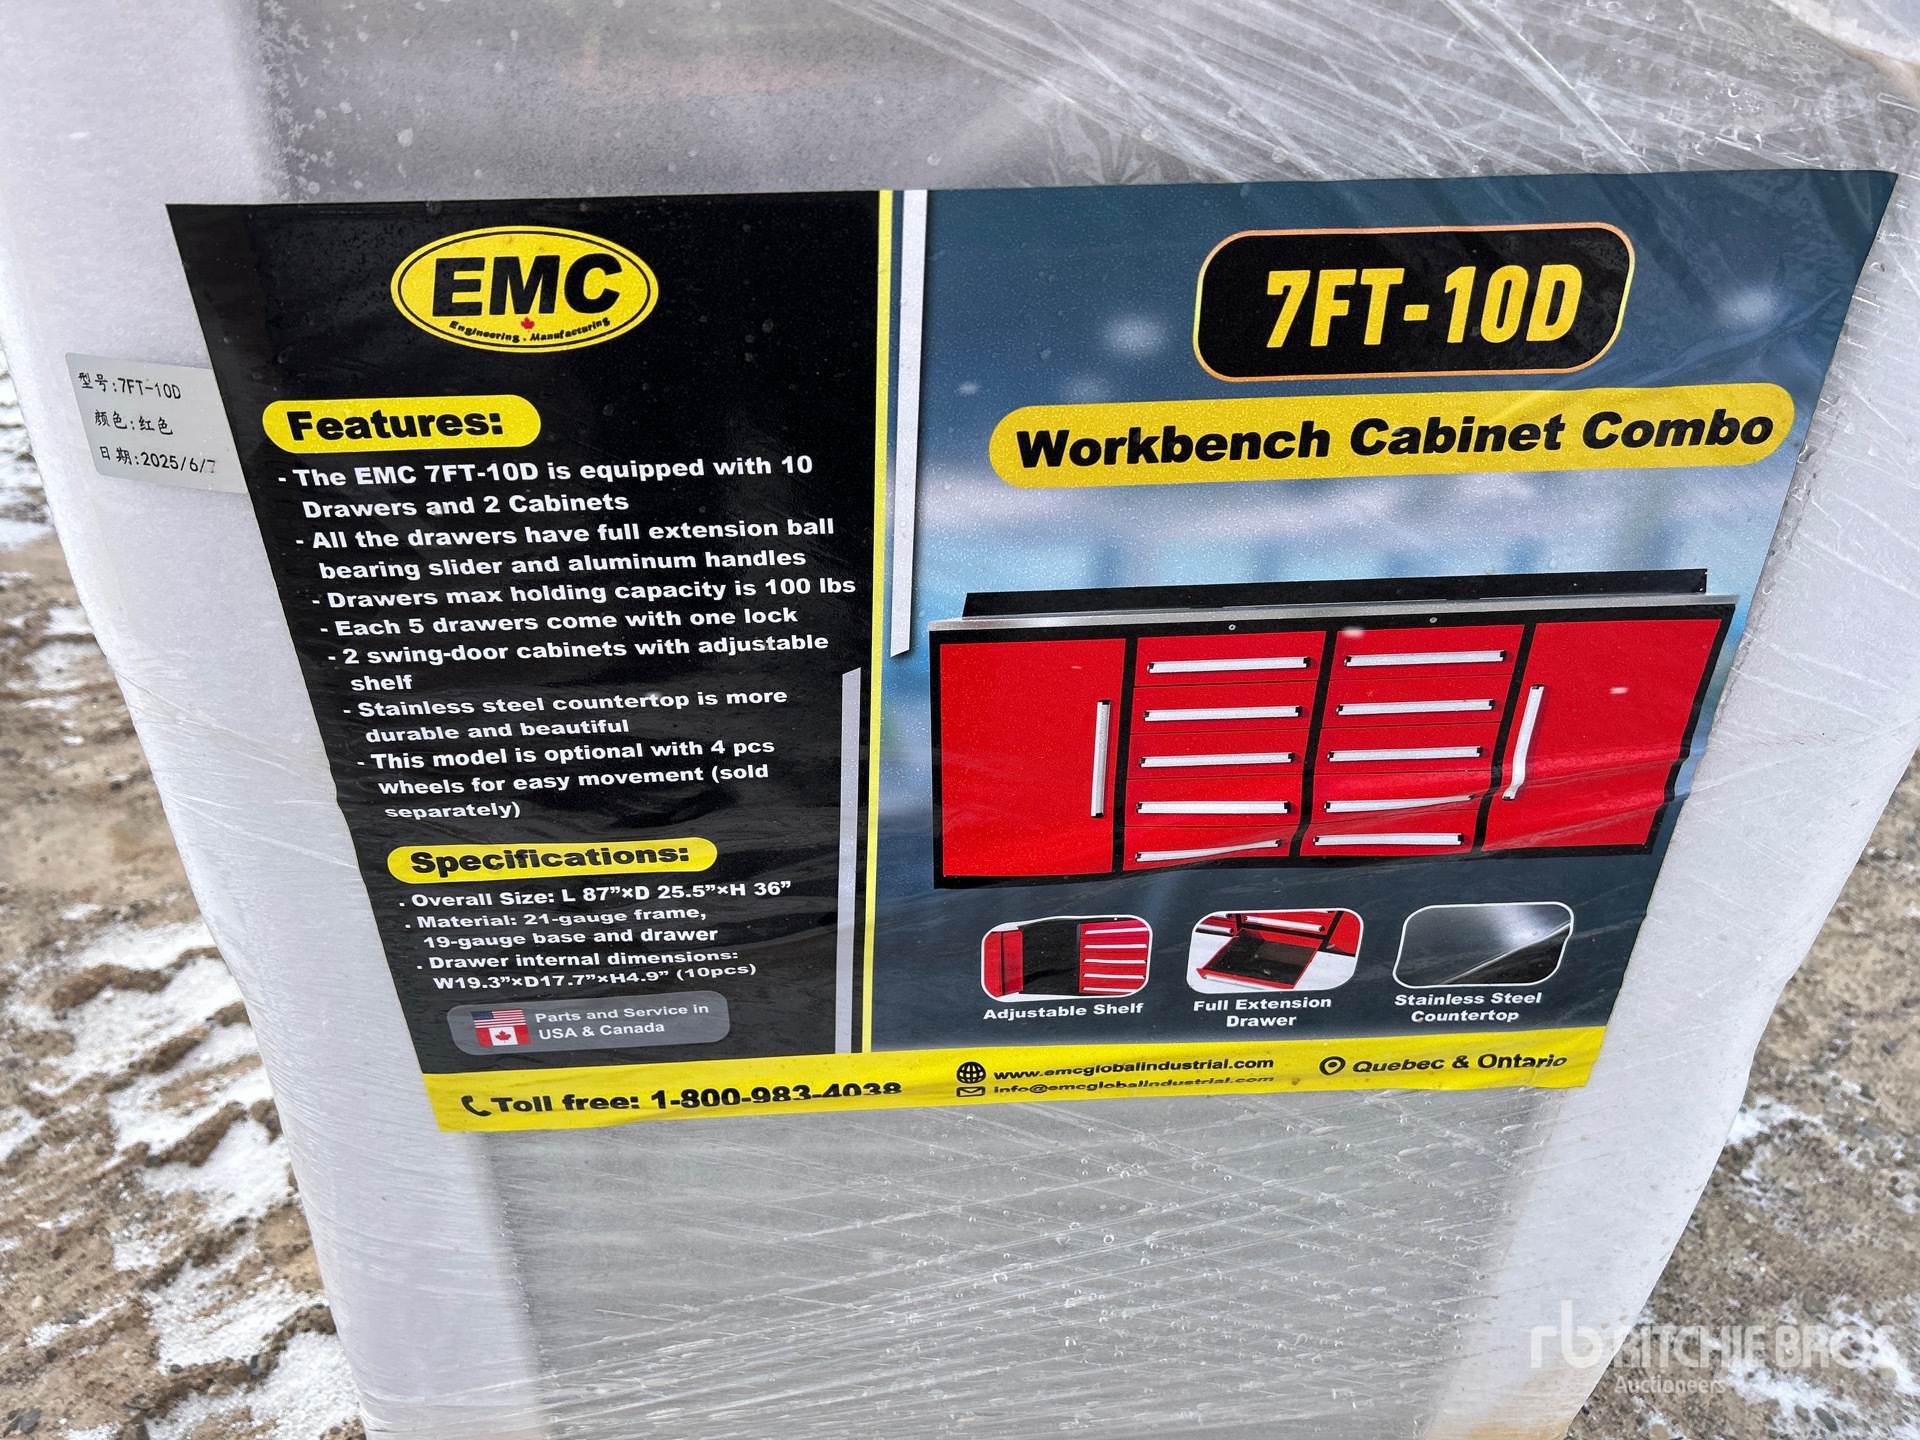 型号:7FT-10D
颜色:红色
日期:2025/6/7
EMC
Engineering . Manufacturing
Features:
- The EMC 7FT-10D is equipped with 10
Drawers and 2 Cabinets
- All the drawers have full extension ball
bearing slider and aluminum handles
- Drawers max holding capacity is 100 lbs
- Each 5 drawers come with one lock
- 2 swing-door cabinets with adjustable
shelf
- Stainless steel countertop is more
durable and beautiful
- This model is optional with 4 pcs
wheels for easy movement (sold
separately)
Specifications:
. Overall Size: L 87”×D 25.5”×H 36”
. Material: 21-gauge frame,
19-gauge base and drawer
. Drawer internal dimensions:
W19.3”×D17.7”×H4.9” (10pcs)
Parts and Service in
USA & Canada
7FT-10D
Workbench Cabinet Combo
Adjustable Shelf
Full Extension
Drawer
Stainless Steel
Countertop
Toll free: 1-800-983-4038
www.emcglobalindustrial.com
info@emcglobalindustrial.com
Quebec & Ontario
rb RITCHIE BROS
Auctioneers